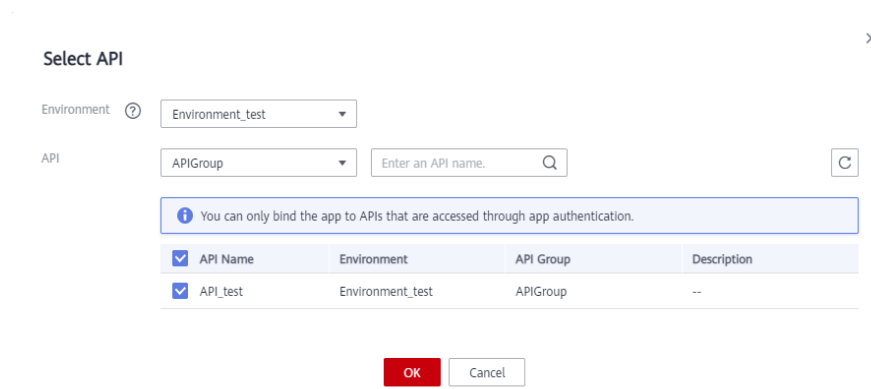 Select API
Environment ?
Environment_test
API
APIGroup
Enter an API name.
You can only bind the app to APIs that are accessed through app authentication.
API Name Environment API Group Description
API_test Environment_test APIGroup --
OK Cancel